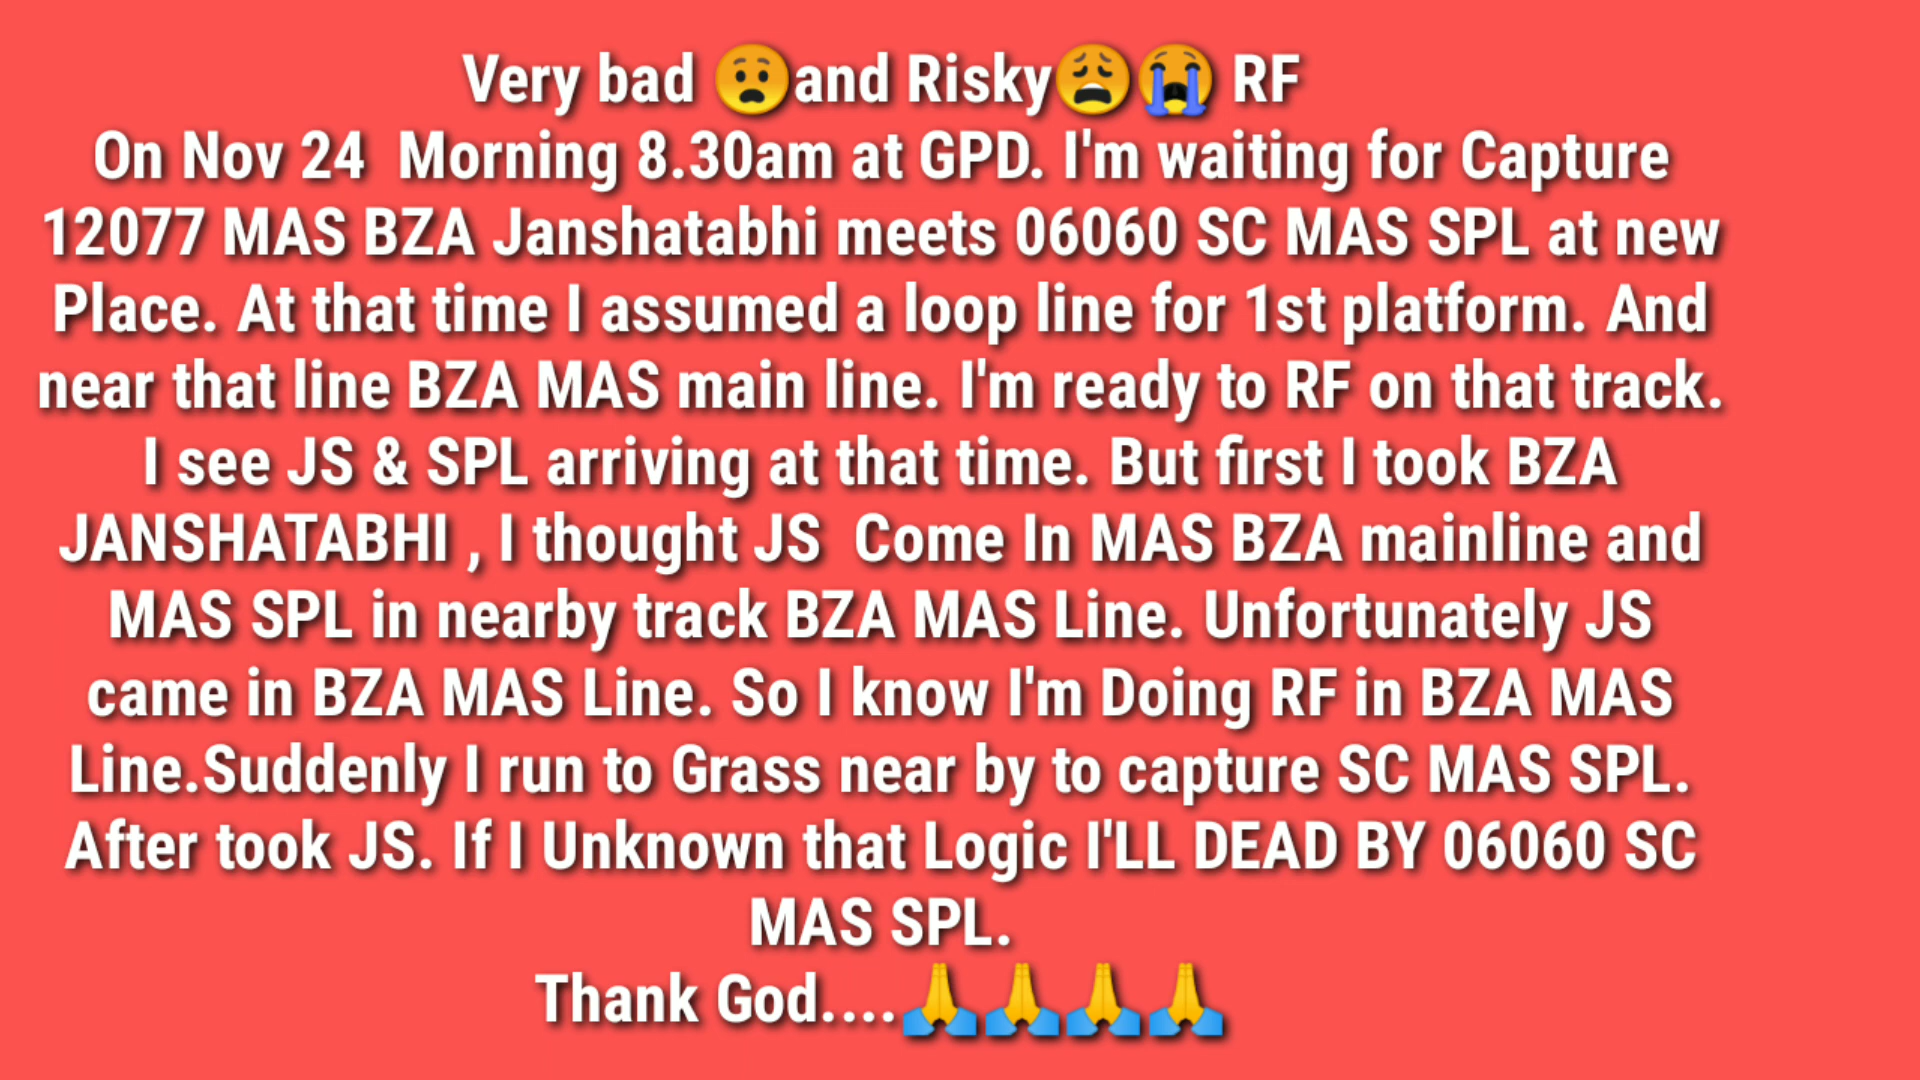 Very bad 😧and Risky😩😭 RF
On Nov 24  Morning 8.30am at GPD. I'm waiting for Capture
12077 MAS BZA Janshatabhi meets 06060 SC MAS SPL at new
Place. At that time I assumed a loop line for 1st platform. And
near that line BZA MAS main line. I'm ready to RF on that track.
I see JS & SPL arriving at that time. But first I took BZA
JANSHATABHI , I thought JS  Come In MAS BZA mainline and
MAS SPL in nearby track BZA MAS Line. Unfortunately JS
came in BZA MAS Line. So I know I'm Doing RF in BZA MAS
Line.Suddenly I run to Grass near by to capture SC MAS SPL.
After took JS. If I Unknown that Logic I'LL DEAD BY 06060 SC
MAS SPL.
Thank God....🙏🙏🙏🙏